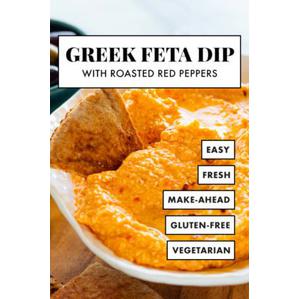 GREEK FETA DIP
WITH ROASTED RED PEPPERS
EASY
FRESH
MAKE-AHEAD
GLUTEN-FREE
VEGETARIAN